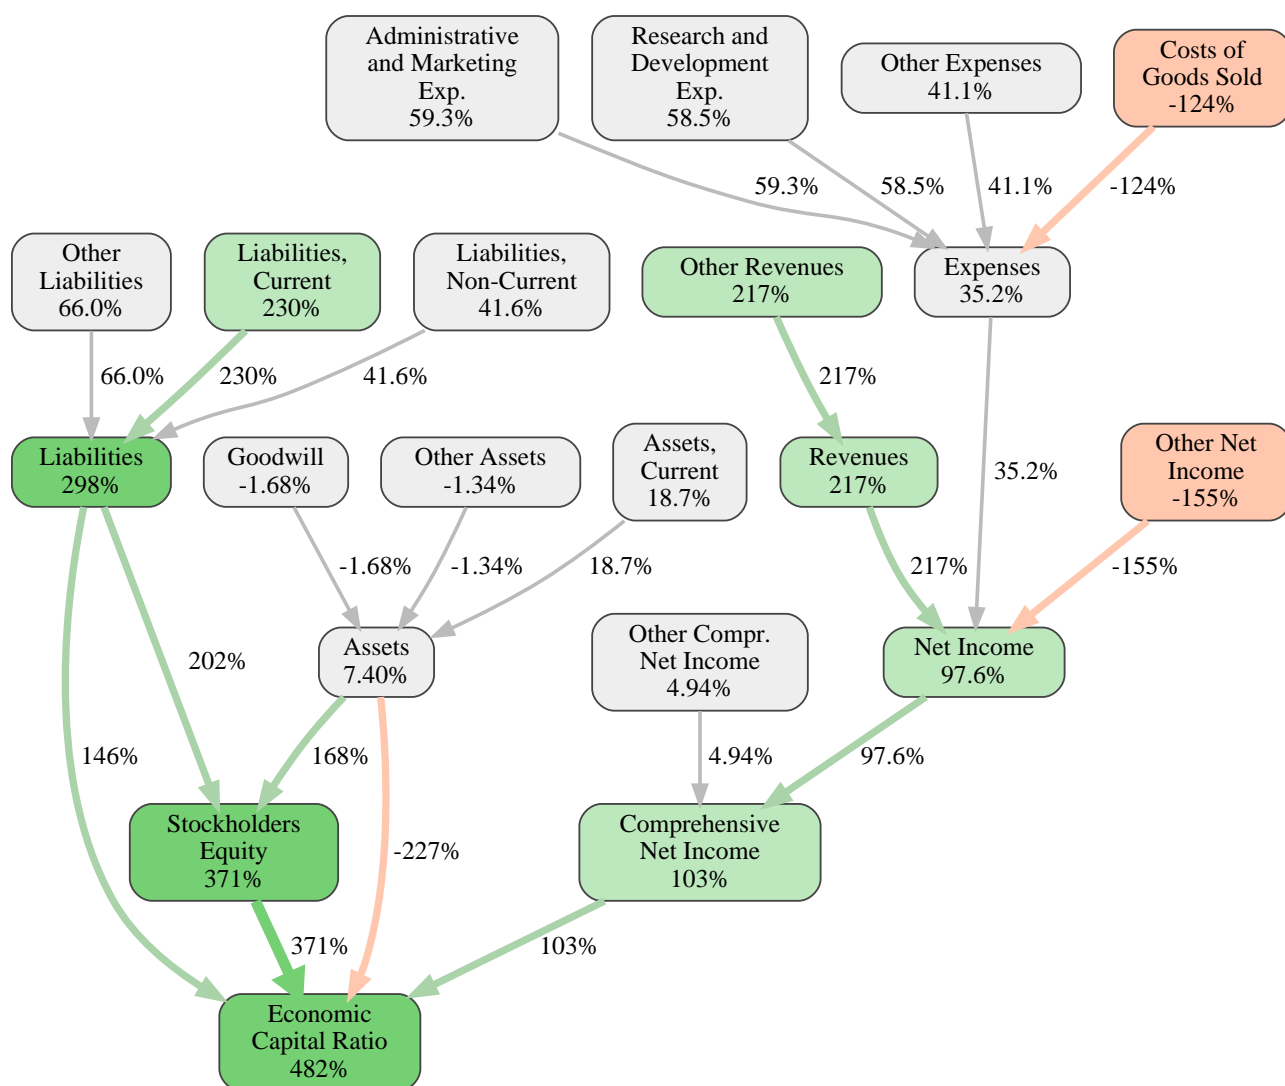 Administrative
and Marketing
Exp.
59.3%
Research and
Development
Exp.
58.5%
Other Expenses
41.1%
Costs of
Goods Sold
-124%
59.3%
58.5%
41.1%
-124%
Other
Liabilities
66.0%
Liabilities,
Current
230%
Liabilities,
Non-Current
41.6%
Other Revenues
217%
Expenses
35.2%
66.0%
230%
41.6%
217%
Liabilities
298%
Goodwill
-1.68%
Other Assets
-1.34%
Assets,
Current
18.7%
Revenues
217%
35.2%
Other Net
Income
-155%
-1.68%
-1.34%
18.7%
217%
-155%
202%
Assets
7.40%
Other Compr.
Net Income
4.94%
Net Income
97.6%
146%
168%
4.94%
97.6%
Stockholders
Equity
371%
-227%
Comprehensive
Net Income
103%
371%
103%
Economic
Capital Ratio
482%